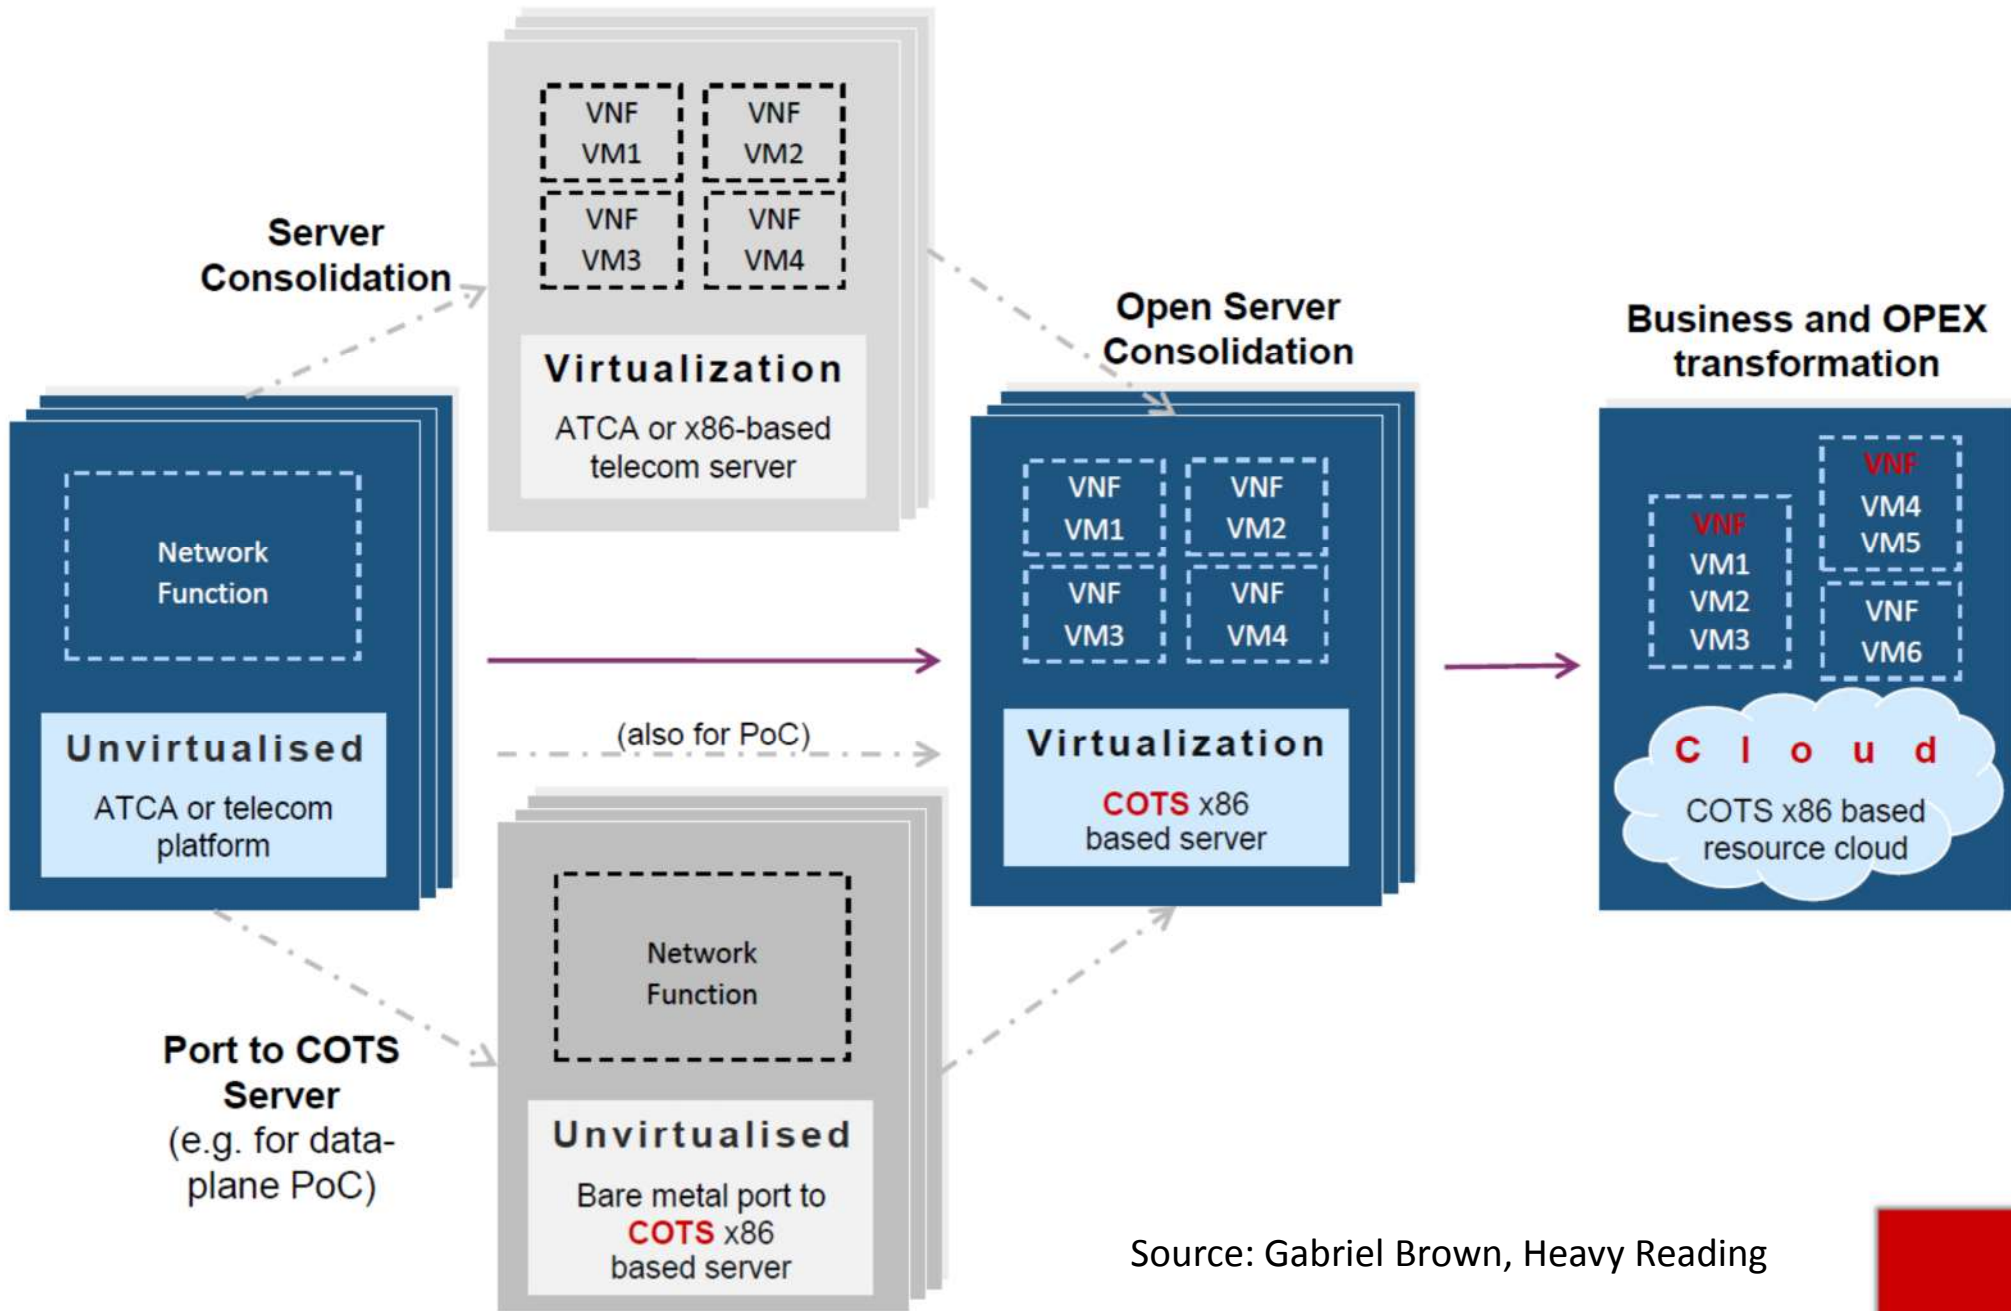 Server
Consolidation
VNF
VM1
VNF
VM2
VNF
VM3
VNF
VM4
Virtualization
ATCA or x86-based
telecom server
Network
Function
Unvirtualised
ATCA or telecom
platform
(also for PoC)
Port to COTS
Server
(e.g. for data-
plane PoC)
Network
Function
Unvirtualised
Bare metal port to
COTS x86
based server
Open Server
Consolidation
VNF
VM1
VNF
VM2
VNF
VM3
VNF
VM4
Virtualization
COTS x86
based server
Business and OPEX
transformation
VNF
VM1
VM2
VM3
VNF
VM4
VM5
VNF
VM6
Cloud
COTS x86 based
resource cloud
Source: Gabriel Brown, Heavy Reading